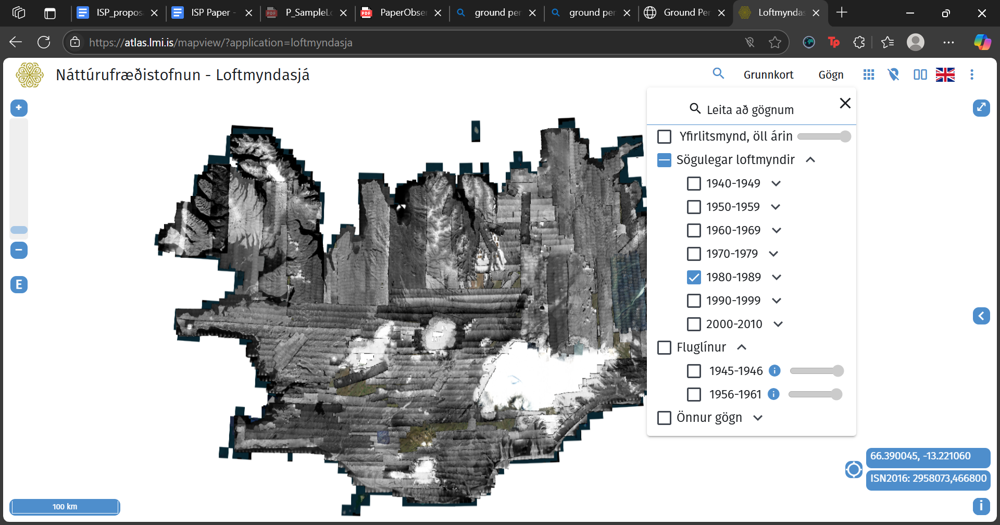 ISP_propos
ISP Paper -
P_SampleLo
PaperObser
ground per
ground per
Ground Per
Loftmyndas
https://atlas.lmi.is/mapview/?application=loftmyndasja
Náttúrufræðistofnun - Loftmyndasjá
Grunnkort
Gögn
Leita að gögnum
Yfirlitsmynd, öll árin
Sögulegar loftmyndir
1940-1949
1950-1959
1960-1969
1970-1979
1980-1989
1990-1999
2000-2010
Fluglínur
1945-1946
1956-1961
Önnur gögn
E
66.390045, -13.221060
ISN2016: 2958073,466800
100 km